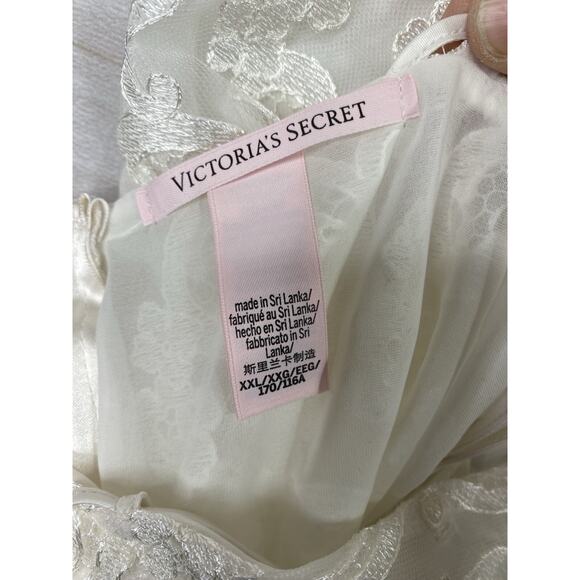 VICTORIA'S SECRET
made in Sri Lanka/
fabriqué au Sri Lanka/
hecho en Sri Lanka/
fabbricato in Sri
Lanka/
斯里兰卡制造
XXL/XXG/EEG/
170/116A